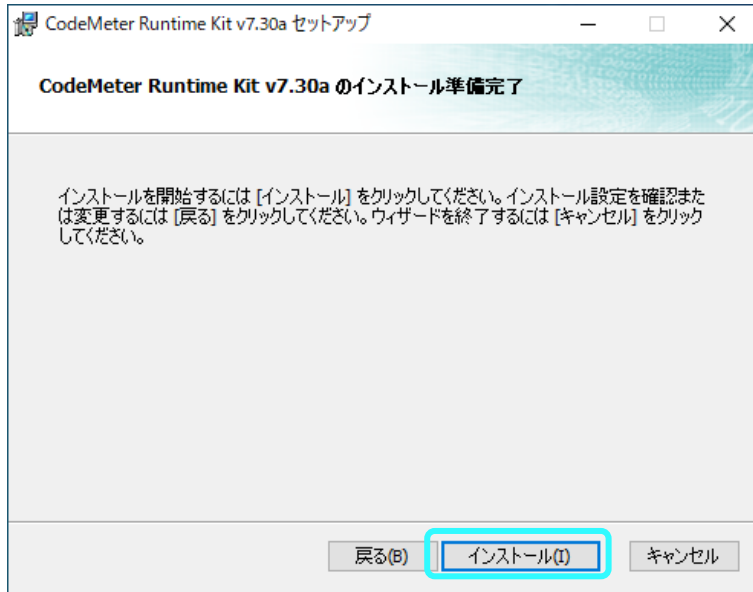 CodeMeter Runtime Kit v7.30a セットアップ
CodeMeter Runtime Kit v7.30a のインストール準備完了
インストールを開始するには [インストール] をクリックしてください。インストール設定を確認また
は変更するには [戻る] をクリックしてください。ウィザードを終了するには [キャンセル] をクリック
してください。
戻る(B)
インストール(I)
キャンセル